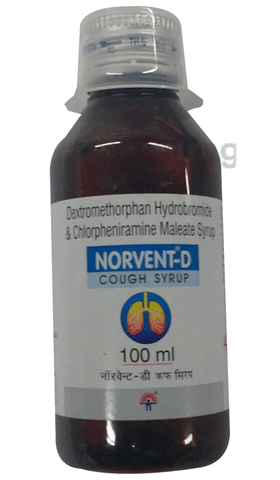 Dextromethorphan Hydrobromide
& Chlorpheniramine Maleate Syrup
NORVENT-D
COUGH SYRUP
100 ml
नॉरवेन्ट - डी कफ सिरप